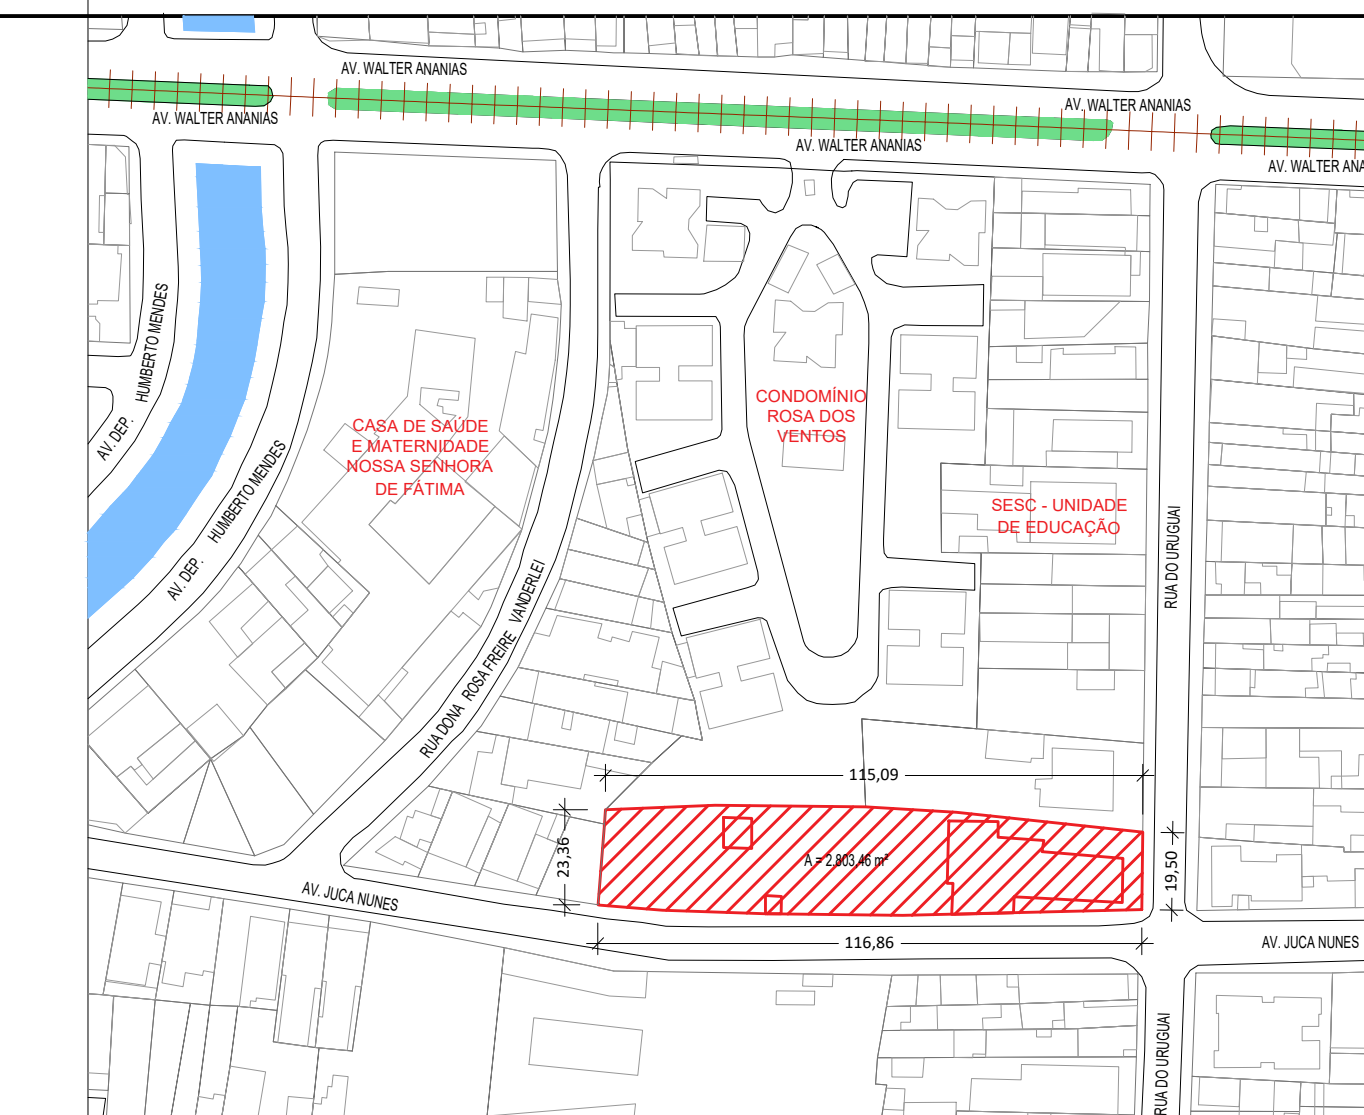 AV. WALTER ANANIAS
AV. WALTER ANANIAS
AV. WALTER ANANIAS
AV. WALTER ANANIAS
AV. WALTER ANA
AV. DEP. HUMBERTO MENDES
AV. DEP. HUMBERTO MENDES
CASA DE SAÚDE
E MATERNIDADE
NOSSA SENHORA
DE FÁTIMA
CONDOMÍNIO
ROSA DOS
VENTOS
SESC - UNIDADE
DE EDUCAÇÃO
RUA DO URUGUAI
RUA DONA ROSA FREIRE VANDERLEI
115,09
23,36
A = 2.803.46 m²
19,50
AV. JUCA NUNES
116,86
AV. JUCA NUNES
RUA DO URUGUAI